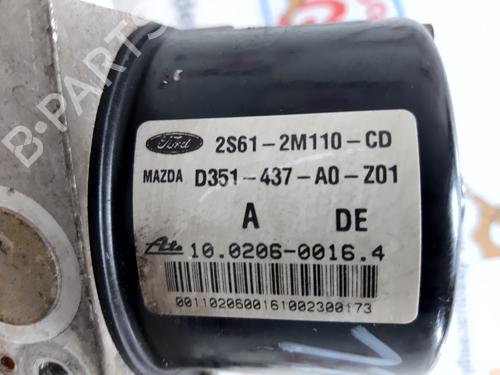 Ford 2S61-2M110-CD
MAZDA D351-437-A0-Z01
A DE
Ate 10.0206-0016.4
00110206001610023001​73
B-PARTS